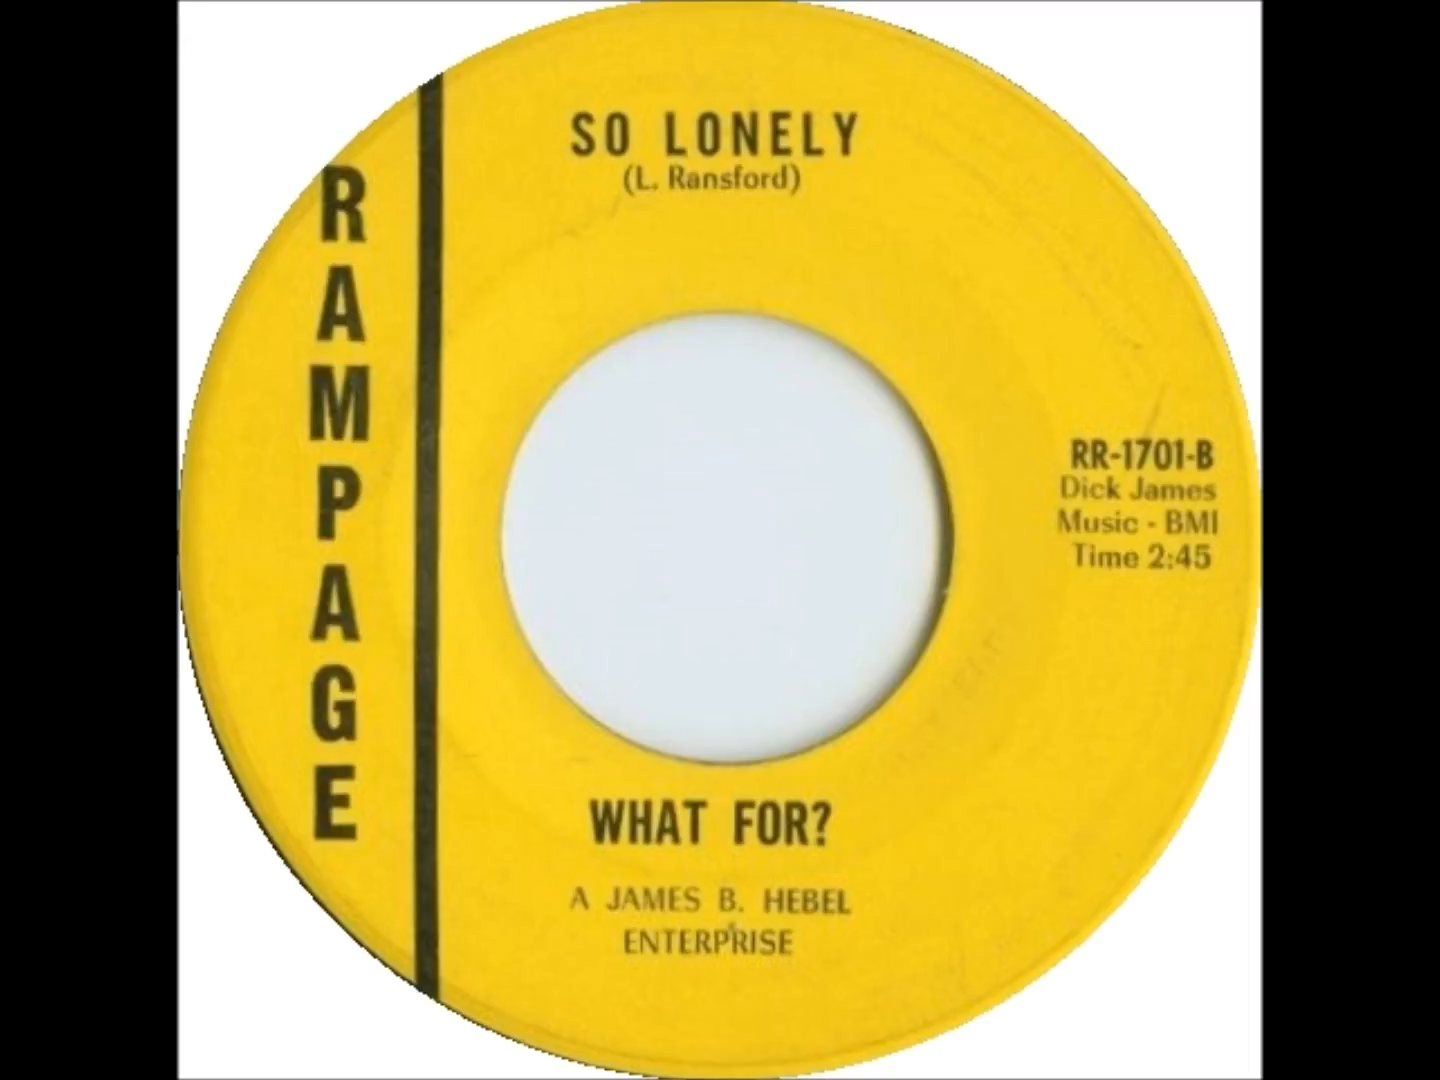 SO LONELY
(L. Ransford)
RAMPAGE
RR-1701-B
Dick James
Music - BMI
Time 2:45
WHAT FOR?
A JAMES B. HEBEL
ENTERPRISE